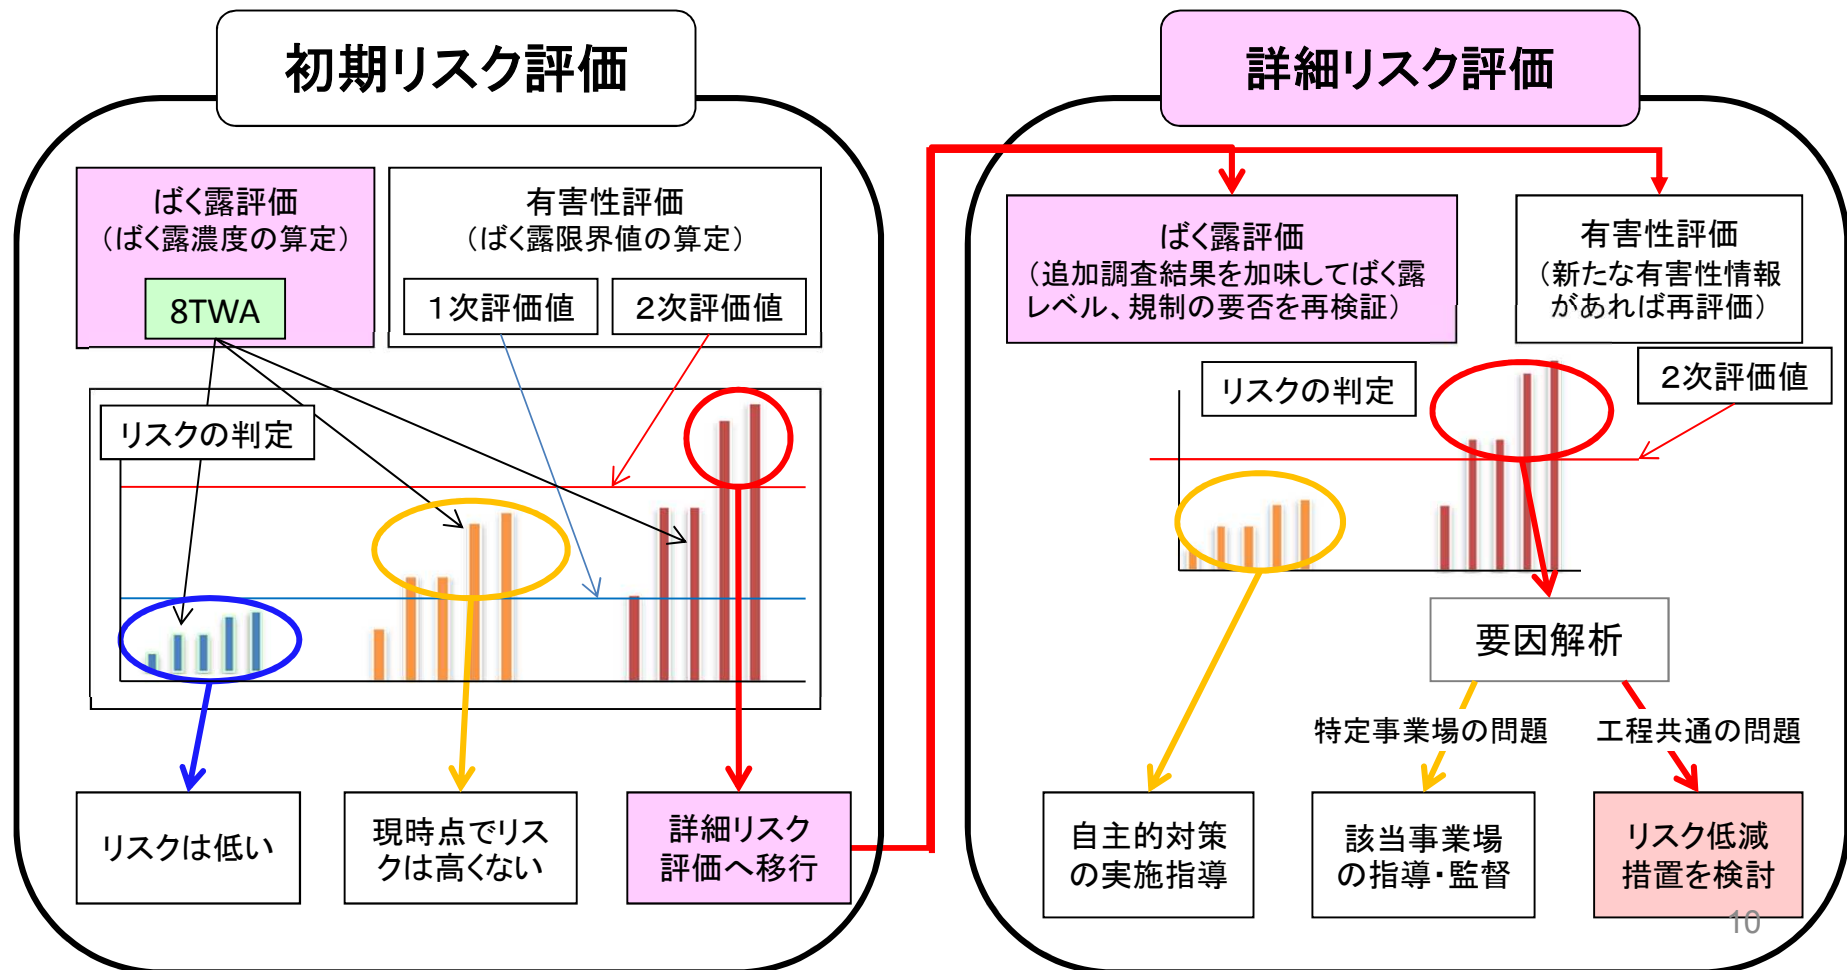 初期リスク評価
ばく露評価
（ばく露濃度の算定）
8TWA
有害性評価
（ばく露限界値の算定）
１次評価値
２次評価値
リスクの判定
リスクは低い
現時点でリス
クは高くない
詳細リスク
評価へ移行
詳細リスク評価
ばく露評価
（追加調査結果を加味してばく露
レベル、規制の要否を再検証）
有害性評価
（新たな有害性情報
があれば再評価）
リスクの判定
２次評価値
要因解析
特定事業場の問題
工程共通の問題
自主的対策
の実施指導
該当事業場
の指導・監督
リスク低減
措置を検討
10